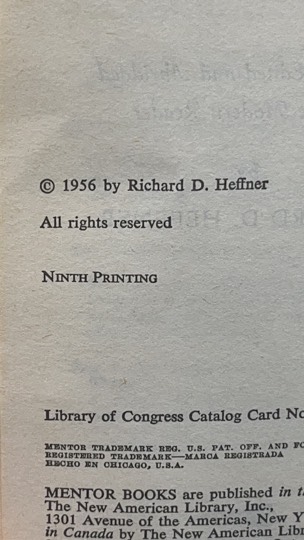 © 1956 by Richard D. Heffner
All rights reserved
NINTH PRINTING
Library of Congress Catalog Card No
MENTOR TRADEMARK REG. U.S. PAT. OFF. AND FO
REGISTERED TRADEMARK—MARCA REGISTRADA
HECHO EN CHICAGO, U.S.A.
MENTOR BOOKS are published in th
The New American Library, Inc.,
1301 Avenue of the Americas, New Y
in Canada by The New American Libr